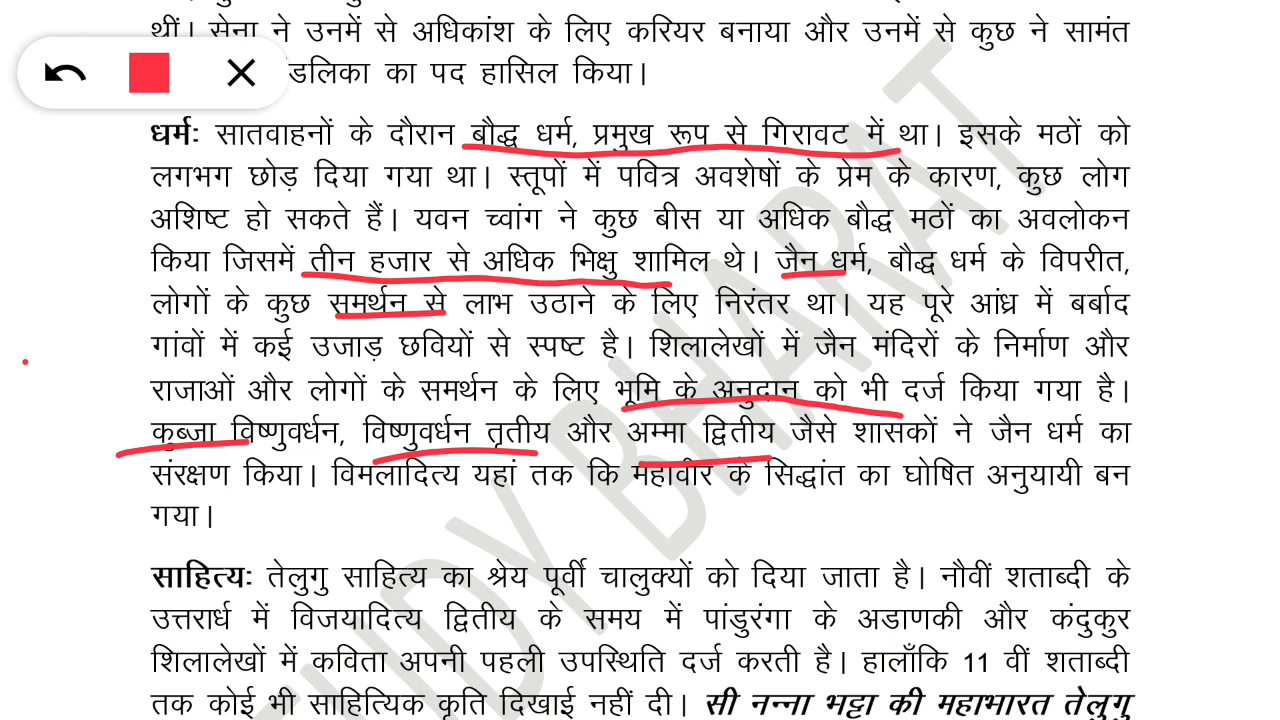 थीं। सेना ने उनमें से अधिकांश के लिए करियर बनाया और उनमें से कुछ ने सामंत
डलिका का पद हासिल किया।
धर्मः सातवाहनों के दौरान बौद्ध धर्म, प्रमुख रूप से गिरावट में था। इसके मठों को
लगभग छोड़ दिया गया था। स्तूपों में पवित्र अवशेषों के प्रेम के कारण, कुछ लोग
अशिष्ट हो सकते हैं। यवन च्वांग ने कुछ बीस या अधिक बौद्ध मठों का अवलोकन
किया जिसमें तीन हजार से अधिक भिक्षु शामिल थे। जैन धर्म, बौद्ध धर्म के विपरीत,
लोगों के कुछ समर्थन से लाभ उठाने के लिए निरंतर था। यह पूरे आंध्र में बर्बाद
गांवों में कई उजाड़ छवियों से स्पष्ट है। शिलालेखों में जैन मंदिरों के निर्माण और
राजाओं और लोगों के समर्थन के लिए भूमि के अनुदान को भी दर्ज किया गया है।
कुब्जा विष्णुवर्धन, विष्णुवर्धन तृतीय और अम्मा द्वितीय जैसे शासकों ने जैन धर्म का
संरक्षण किया। विमलादित्य यहां तक कि महावीर के सिद्धांत का घोषित अनुयायी बन
गया।
साहित्यः तेलुगु साहित्य का श्रेय पूर्वी चालुक्यों को दिया जाता है। नौवीं शताब्दी के
उत्तरार्ध में विजयादित्य द्वितीय के समय में पांडुरंगा के अडाणकी और कंदुकुर
शिलालेखों में कविता अपनी पहली उपस्थिति दर्ज करती है। हालाँकि 11 वीं शताब्दी
तक कोई भी साहित्यिक कृति दिखाई नहीं दी। सी नन्ना भट्टा की महाभारत तेलुगु
STUDY BHARAT